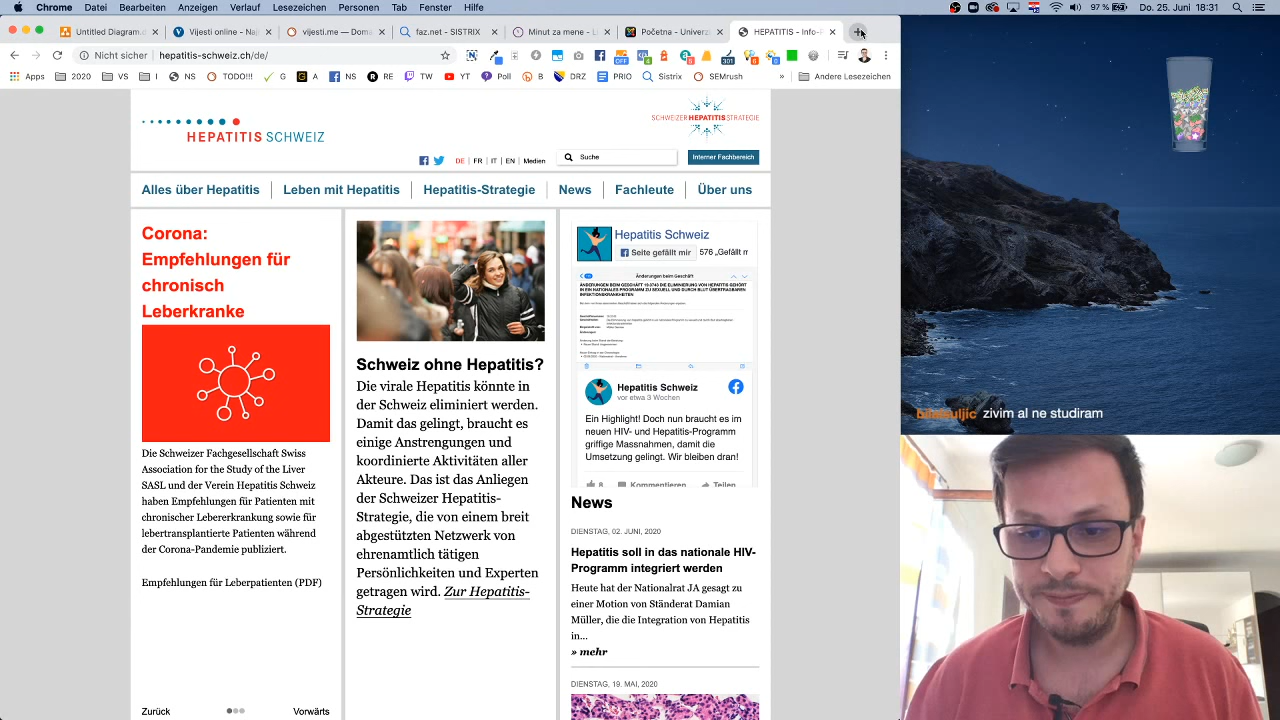 Chrome Datei Bearbeiten Anzeigen Verlauf Lesezeichen Personen Tab Fenster Hilfe
96 % Do. 25. Juni 18:31
Untitled Diagram.c
Vijesti online - Naj
vijesti.me — Dom
faz.net - SISTRIX
Minut za mene - L
Početna - Univerzi
HEPATITIS - Info-
Nicht sicher | hepatitis-schweiz.ch/de/
Apps 2020 VS I NS TODO!!! G A NS RE TW YT Poll B DRZ PRIO Sistrix SEMrush » Andere Lesezeichen
HEPATITIS SCHWEIZ
SCHWEIZER HEPATITIS STRATEGIE
DE | FR | IT | EN | Medien
Suche
Interner Fachbereich
Alles über Hepatitis
Leben mit Hepatitis
Hepatitis-Strategie
News
Fachleute
Über uns
Corona:
Empfehlungen für
chronisch
Leberkranke
Die Schweizer Fachgesellschaft Swiss
Association for the Study of the Liver
SASL und der Verein Hepatitis Schweiz
haben Empfehlungen für Patienten mit
chronischer Lebererkrankung sowie für
lebertransplantierte Patienten während
der Corona-Pandemie publiziert.
Empfehlungen für Leberpatienten (PDF)
Zurück
Vorwärts
Schweiz ohne Hepatitis?
Die virale Hepatitis könnte in
der Schweiz eliminiert werden.
Damit das gelingt, braucht es
einige Anstrengungen und
koordinierte Aktivitäten aller
Akteure. Das ist das Anliegen
der Schweizer Hepatitis-
Strategie, die von einem breit
abgestützten Netzwerk von
ehrenamtlich tätigen
Persönlichkeiten und Experten
getragen wird. Zur Hepatitis-
Strategie
Hepatitis Schweiz
Seite gefällt mir
576 „Gefällt
Änderungen beim Geschäft
Hepatitis Schweiz
vor etwa 3 Wochen
Ein Highlight! Doch nun braucht es im
neuen HIV- und Hepatitis-Programm
griffige Massnahmen, damit die
Umsetzung gelingt. Wir bleiben dran!
8 Kommentieren Teilen
News
DIENSTAG, 02. JUNI, 2020
Hepatitis soll in das nationale HIV-
Programm integriert werden
Heute hat der Nationalrat JA gesagt zu
einer Motion von Ständerat Damian
Müller, die die Integration von Hepatitis
in...
» mehr
DIENSTAG, 19. MAI, 2020
zivim al ne studiram